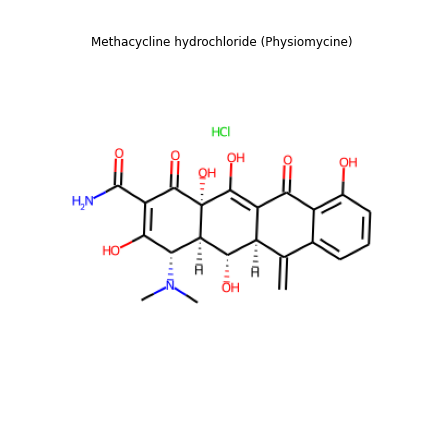 Methacycline hydrochloride (Physiomycine)
HCl
O
O
OH
OH
O
OH
H₂N
HO
H
OH
H
N